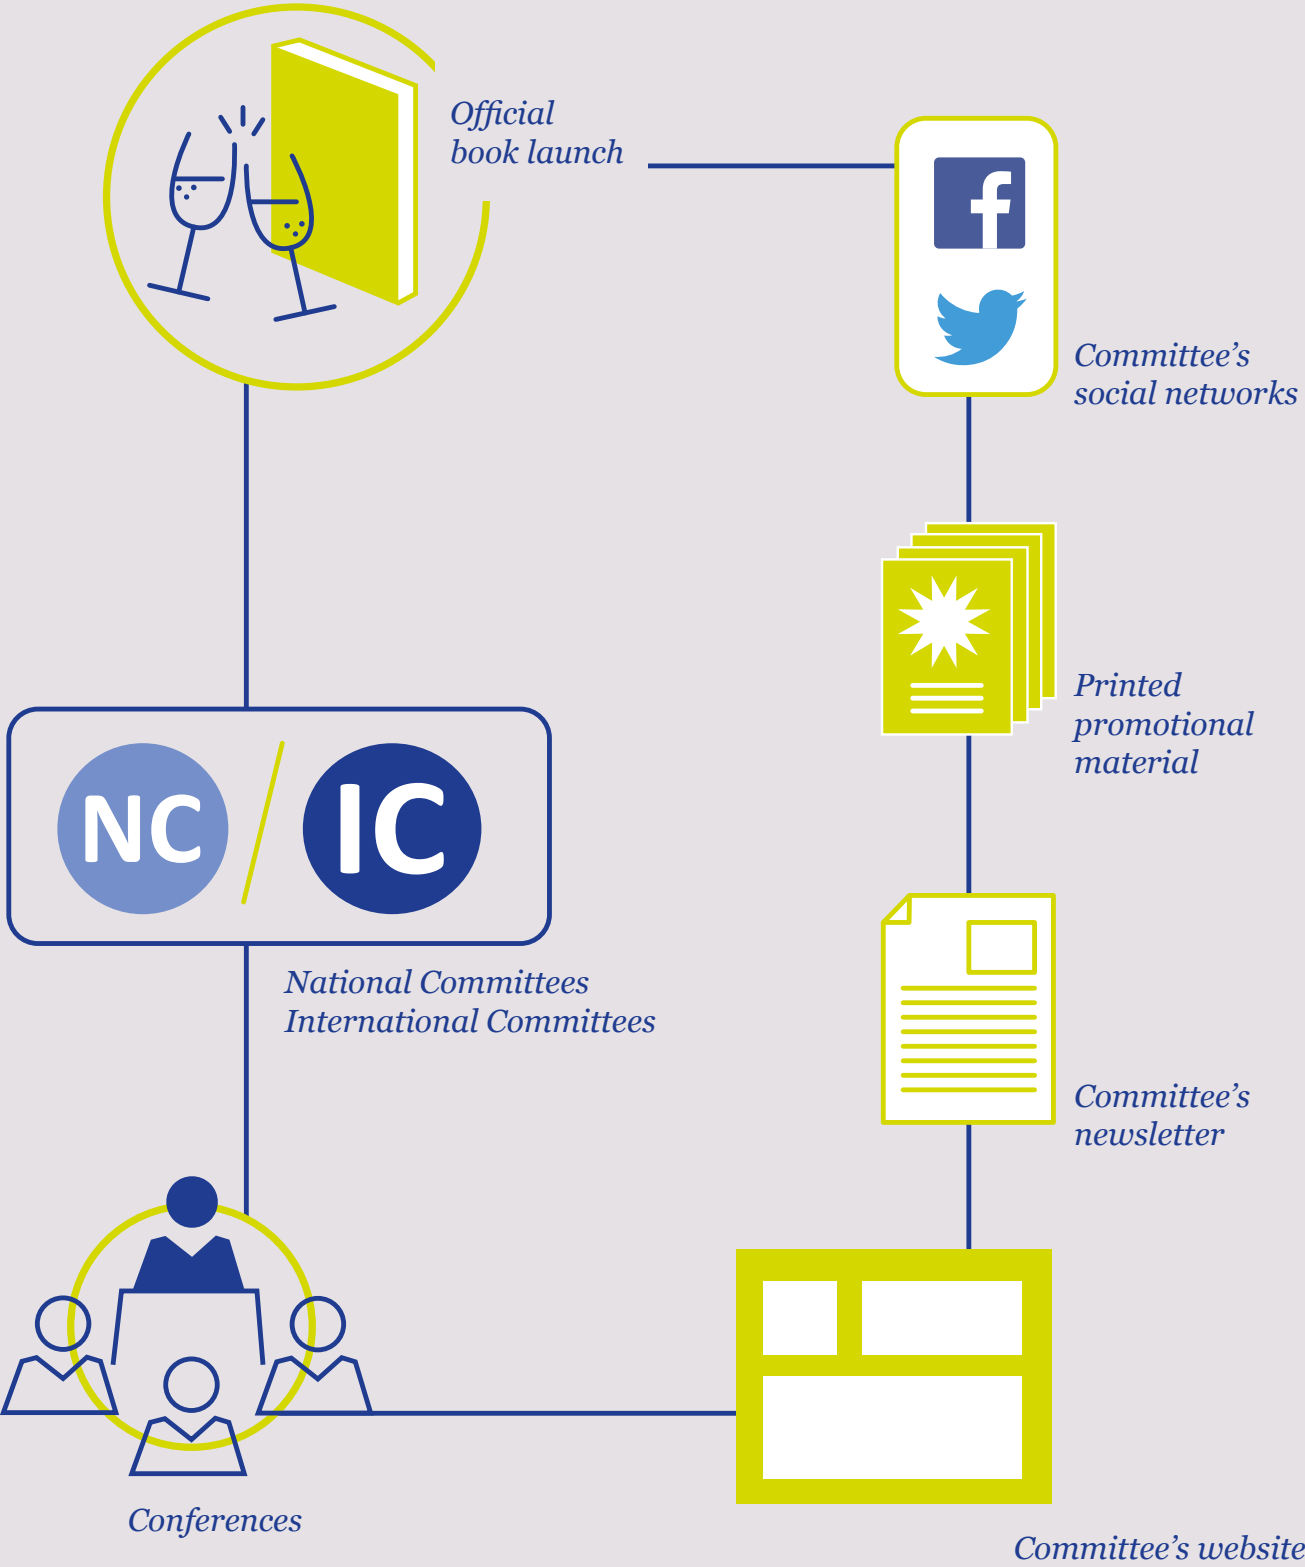 Official
book launch
Committee's
social networks
Printed
promotional
material
NC / IC
National Committees
International Committees
Committee's
newsletter
Conferences
Committee's website